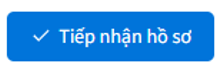 Tiếp nhận hồ sơ